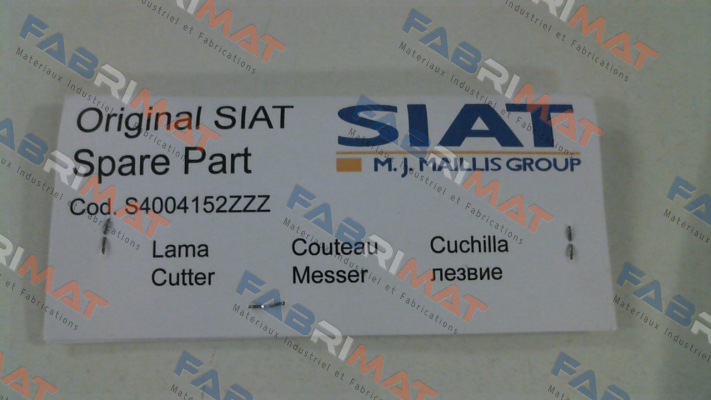 Original SIAT
Spare Part
Cod. S4004152ZZZ
SIAT
M.J. MAILLIS GROUP
Lama
Couteau
Cuchilla
Cutter
Messer
лезвие
FABRIMAT
Materiaux Industriel et Fabrications